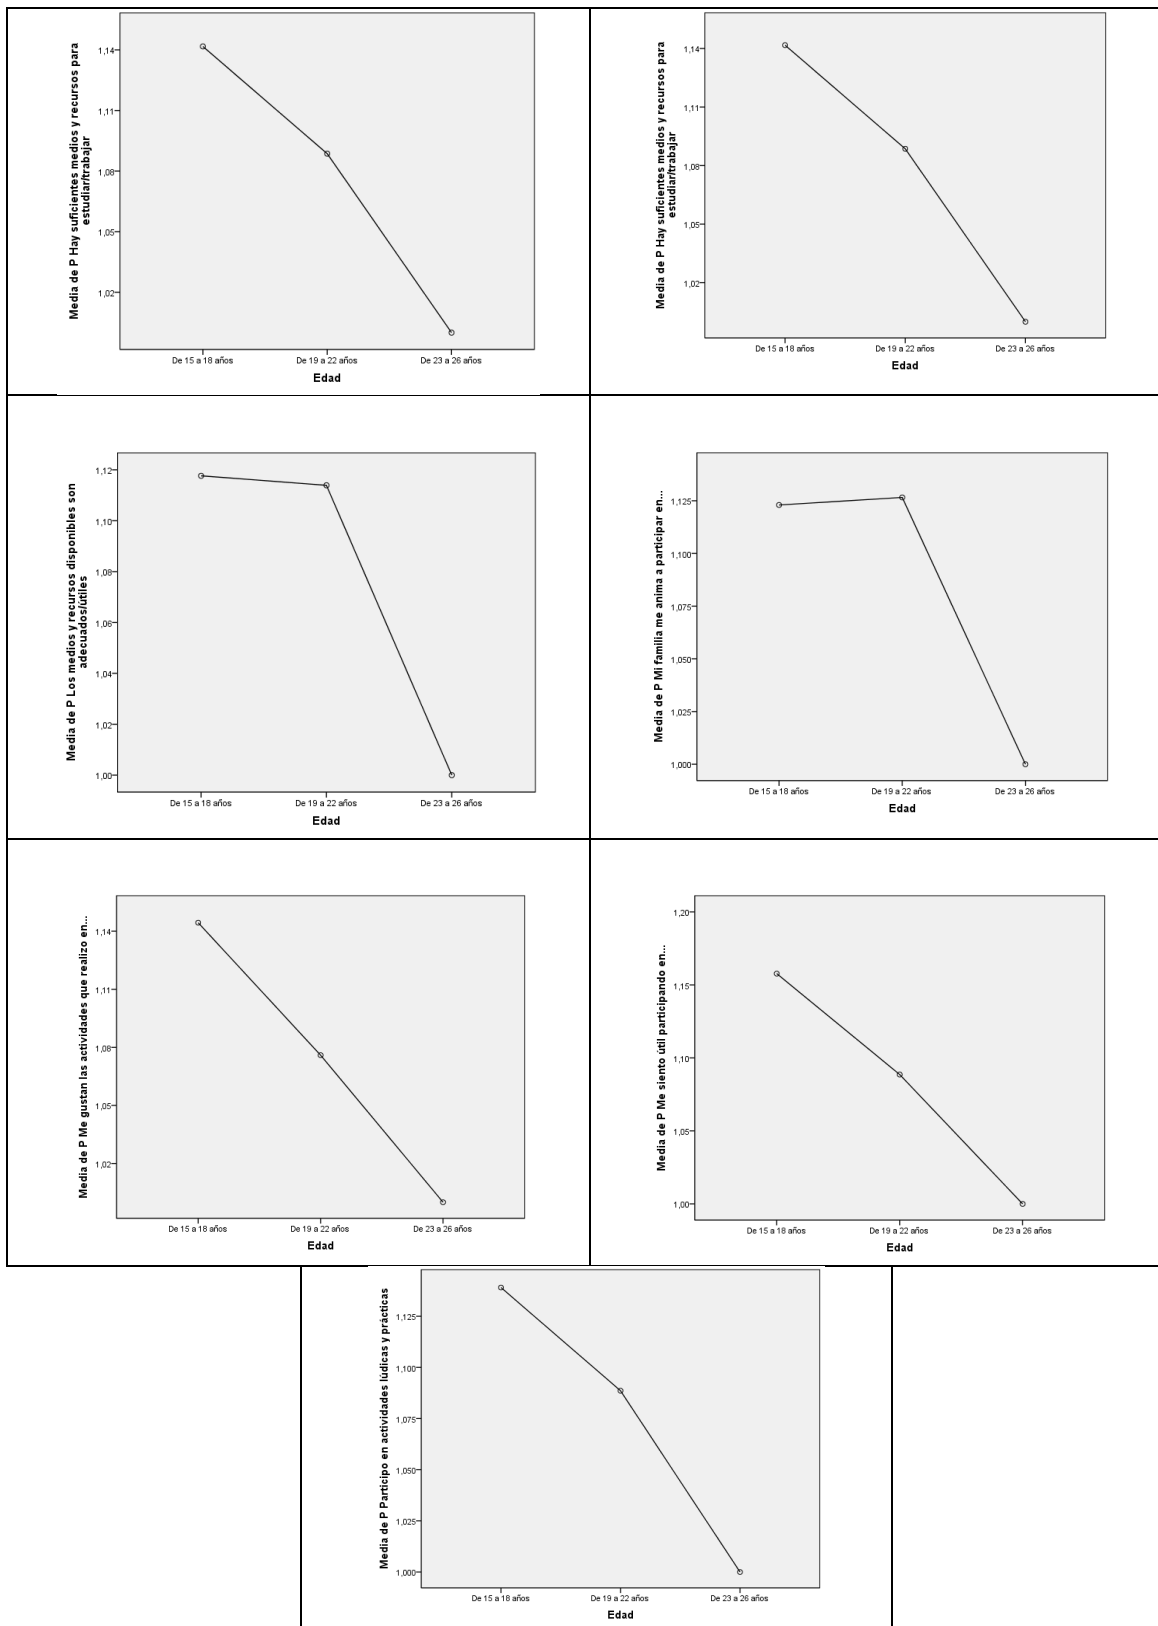 Media de P Hay suficientes medios y recursos para
estudiar/trabajar
1,14
1,11
1,08
1,05
1,02
De 15 a 18 años
De 19 a 22 años
De 23 a 26 años
Edad
Media de P Hay suficientes medios y recursos para
estudiar/trabajar
1,14
1,11
1,08
1,05
1,02
De 15 a 18 años
De 19 a 22 años
De 23 a 26 años
Edad
Media de P Los medios y recursos disponibles son
adecuados/útiles
1,12
1,10
1,08
1,06
1,04
1,02
1,00
De 15 a 18 años
De 19 a 22 años
De 23 a 26 años
Edad
Media de P Mi familia me anima a participar en...
1,125
1,100
1,075
1,050
1,025
1,000
De 15 a 18 años
De 19 a 22 años
De 23 a 26 años
Edad
Media de P Me gustan las actividades que realizo en...
1,14
1,11
1,08
1,05
1,02
De 15 a 18 años
De 19 a 22 años
De 23 a 26 años
Edad
Media de P Me siento útil participando en...
1,20
1,15
1,10
1,05
1,00
De 15 a 18 años
De 19 a 22 años
De 23 a 26 años
Edad
Media de P Participo en actividades lúdicas y prácticas
1,125
1,100
1,075
1,050
1,025
1,000
De 15 a 18 años
De 19 a 22 años
De 23 a 26 años
Edad